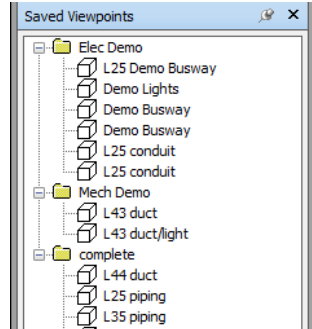 Saved Viewpoints
Elec Demo
L25 Demo Busway
Demo Lights
Demo Busway
Demo Busway
L25 conduit
L25 conduit
Mech Demo
L43 duct
L43 duct/light
complete
L44 duct
L25 piping
L35 piping